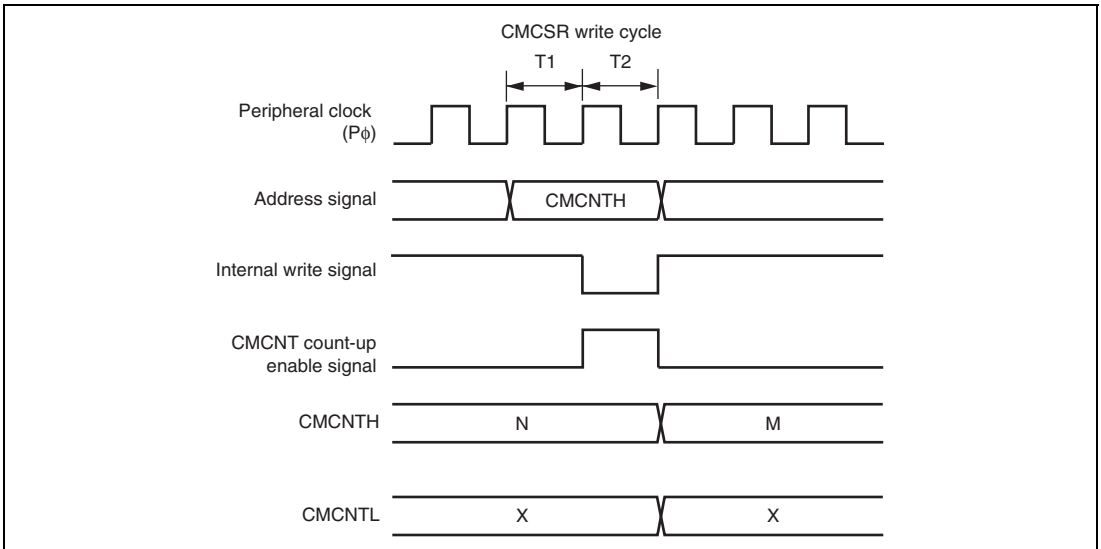 CMCSR write cycle
T1 T2
Peripheral clock
(Pϕ)
Address signal CMCNTH
Internal write signal
CMCNT count-up
enable signal
CMCNTH N M
CMCNTL X X